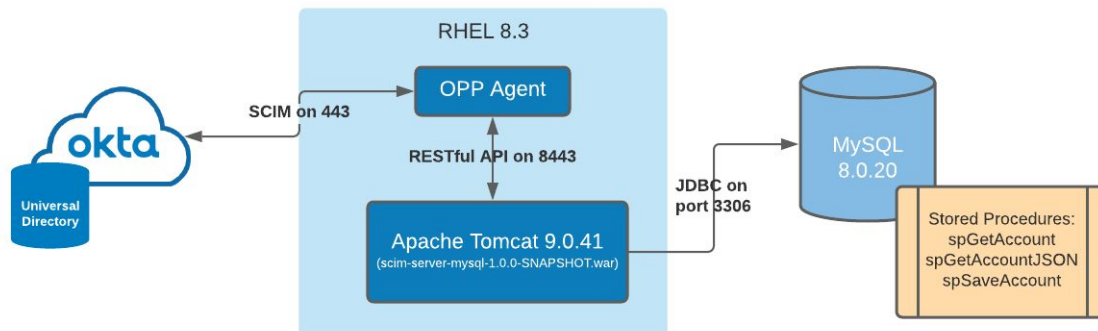 RHEL 8.3
OPP Agent
SCIM on 443
okta
RESTful API on 8443
Universal
Directory
Apache Tomcat 9.0.41
(scim-server-mysql-1.0.0-SNAPSHOT.war)
JDBC on
port 3306
MySQL
8.0.20
Stored Procedures:
spGetAccount
spGetAccountJSON
spSaveAccount